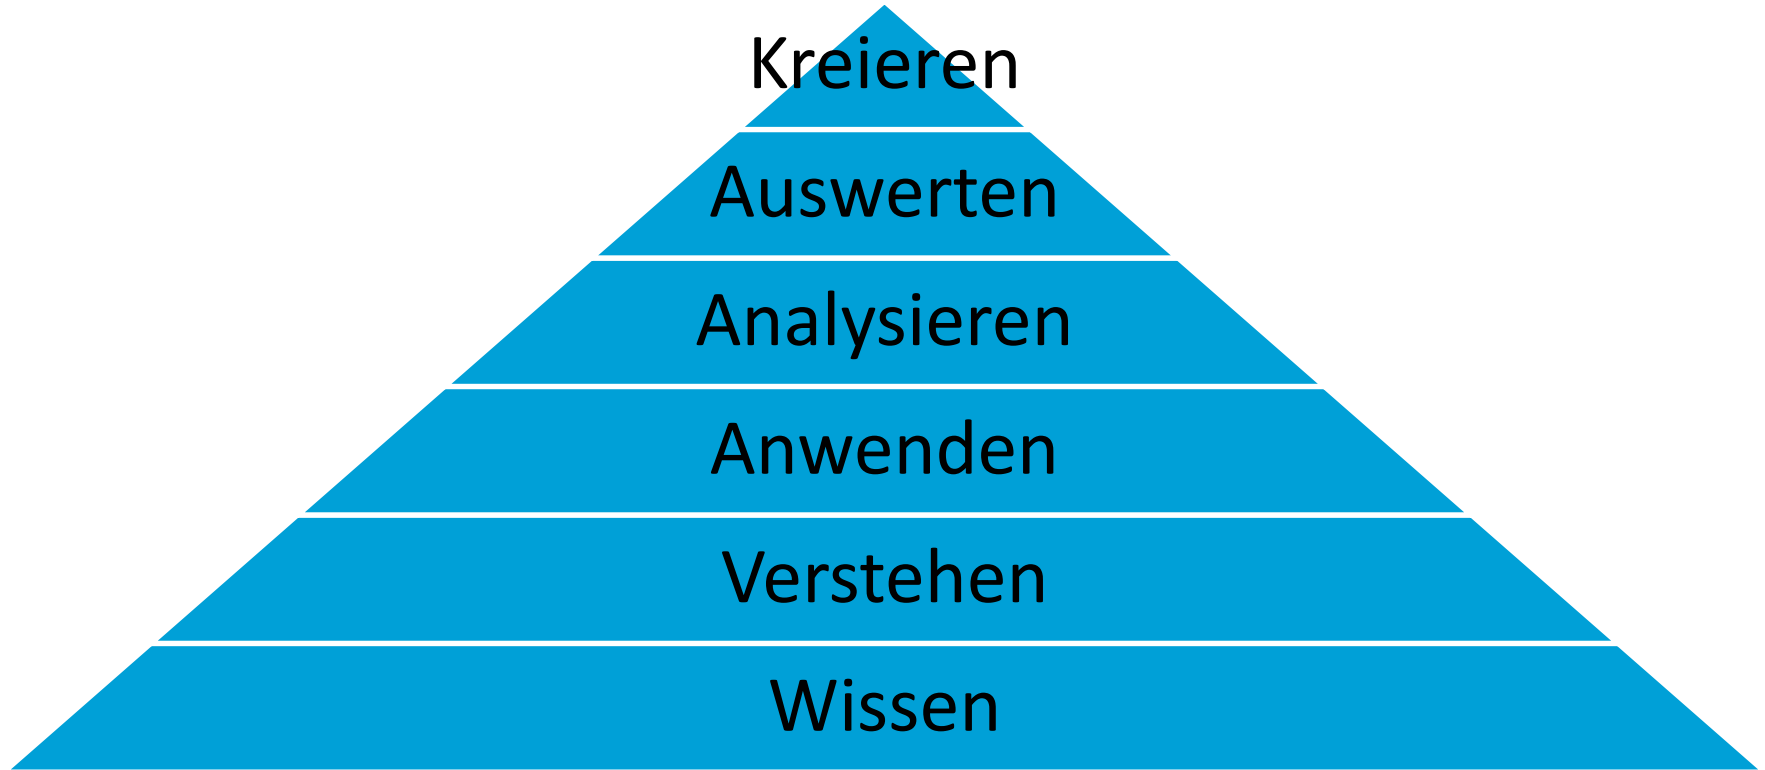 Kreieren
Auswerten
Analysieren
Anwenden
Verstehen
Wissen